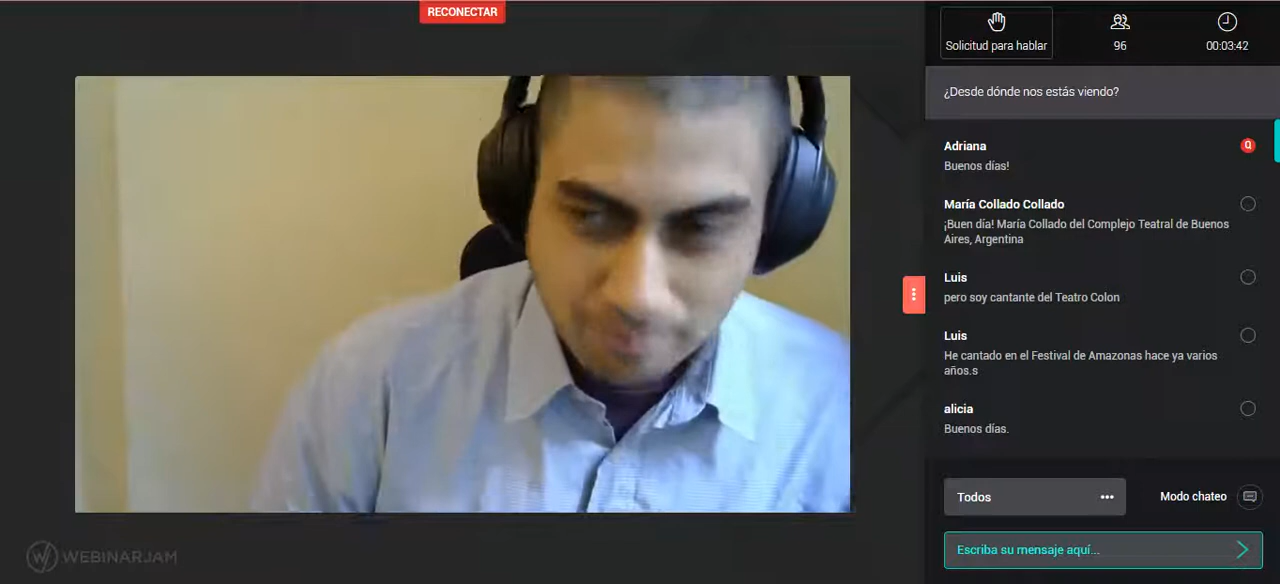 RECONECTAR
Solicitud para hablar
96
00:03:42
¿Desde dónde nos estás viendo?
Adriana
Q
Buenos días!
María Collado Collado
¡Buen día! María Collado del Complejo Teatral de Buenos
Aires, Argentina
Luis
pero soy cantante del Teatro Colon
Luis
He cantado en el Festival de Amazonas hace ya varios
años.s
alicia
Buenos días.
Todos
Modo chateo
Escriba su mensaje aquí...
WEBINARJAM